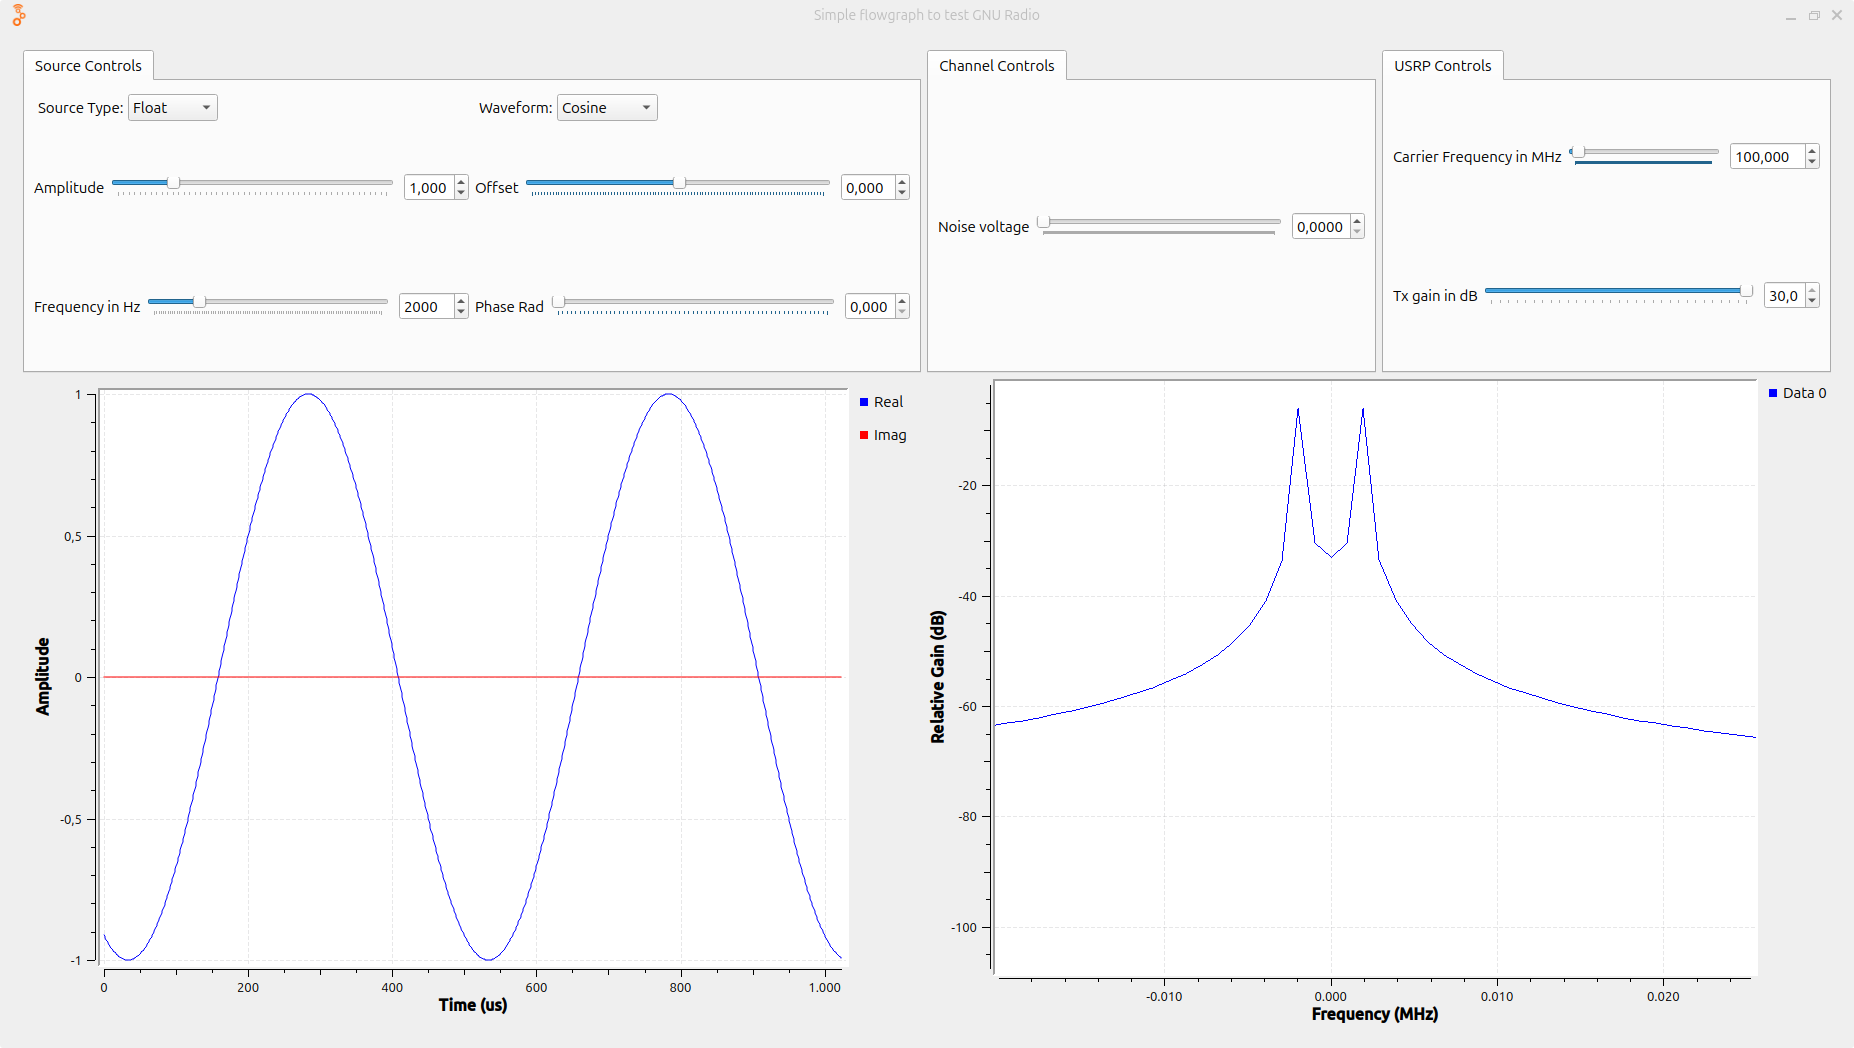 Simple flowgraph to test GNU Radio
Source Controls
Channel Controls
USRP Controls
Source Type: Float
Waveform: Cosine
Amplitude 1,000
Offset 0,000
Frequency in Hz 2000
Phase Rad 0,000
Noise voltage 0,0000
Carrier Frequency in MHz 100,000
Tx gain in dB 30,0
1
0,5
0
-0,5
-1
Amplitude
0 200 400 600 800 1.000
Time (us)
Real
Imag
-20
-40
-60
-80
-100
Relative Gain (dB)
-0.010 0.000 0.010 0.020
Frequency (MHz)
Data 0